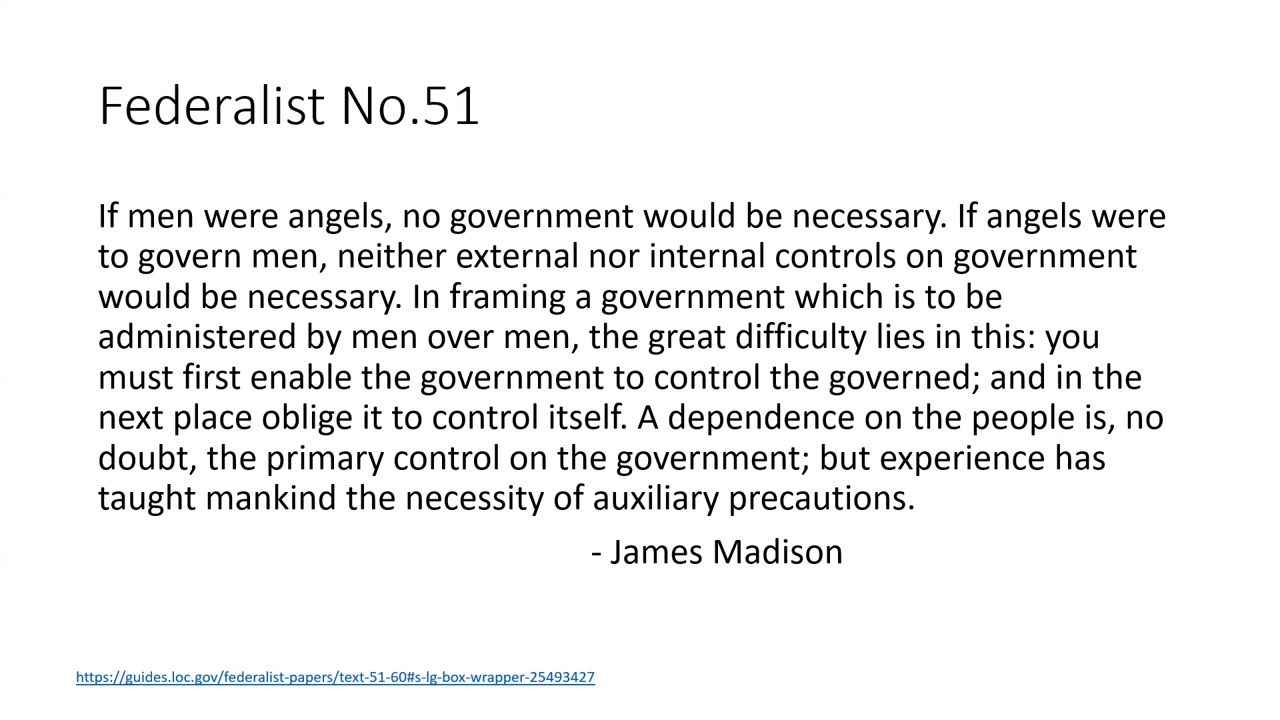 Federalist No.51
If men were angels, no government would be necessary. If angels were
to govern men, neither external nor internal controls on government
would be necessary. In framing a government which is to be
administered by men over men, the great difficulty lies in this: you
must first enable the government to control the governed; and in the
next place oblige it to control itself. A dependence on the people is, no
doubt, the primary control on the government; but experience has
taught mankind the necessity of auxiliary precautions.
- James Madison
https://guides.loc.gov/federalist-papers/text-51-60#s-lg-box-wrapper-25493427